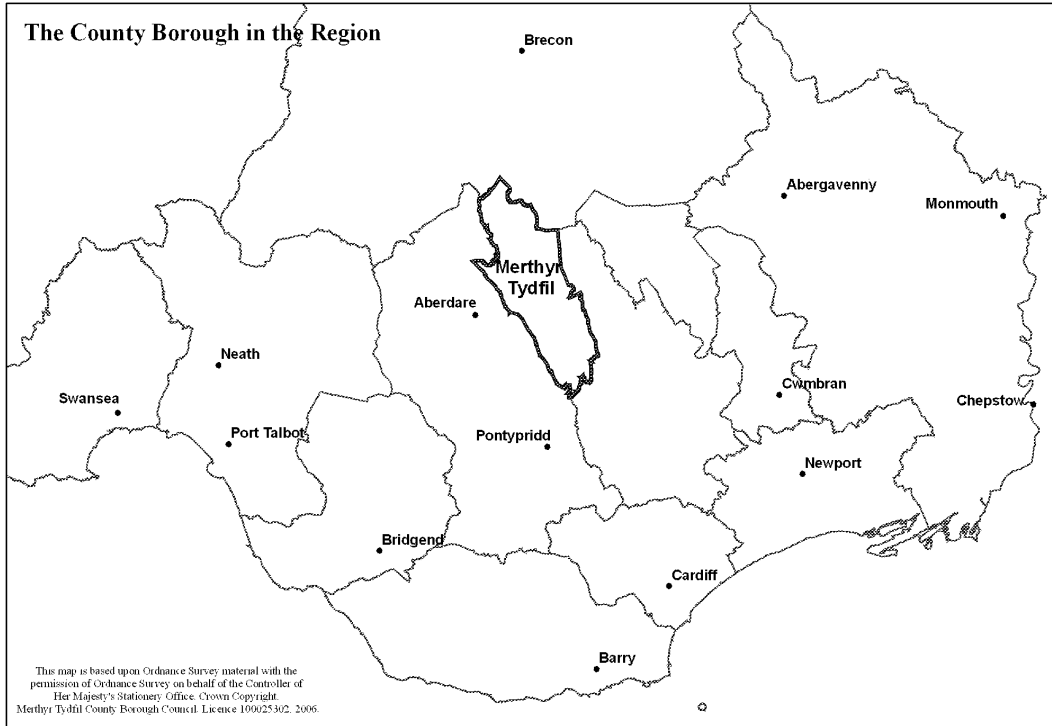 The County Borough in the Region
Brecon
Abergavenny
Monmouth
Merthyr
Tydfil
Aberdare
Neath
Swansea
Cwmbran
Chepstow
Port Talbot
Pontypridd
Newport
Bridgend
Cardiff
Barry
This map is based upon Ordnance Survey material with the
permission of Ordnance Survey on behalf of the Controller of
Her Majesty's Stationery Office. Crown Copyright.
Merthyr Tydfil County Borough Council. Licence 100025302. 2006.